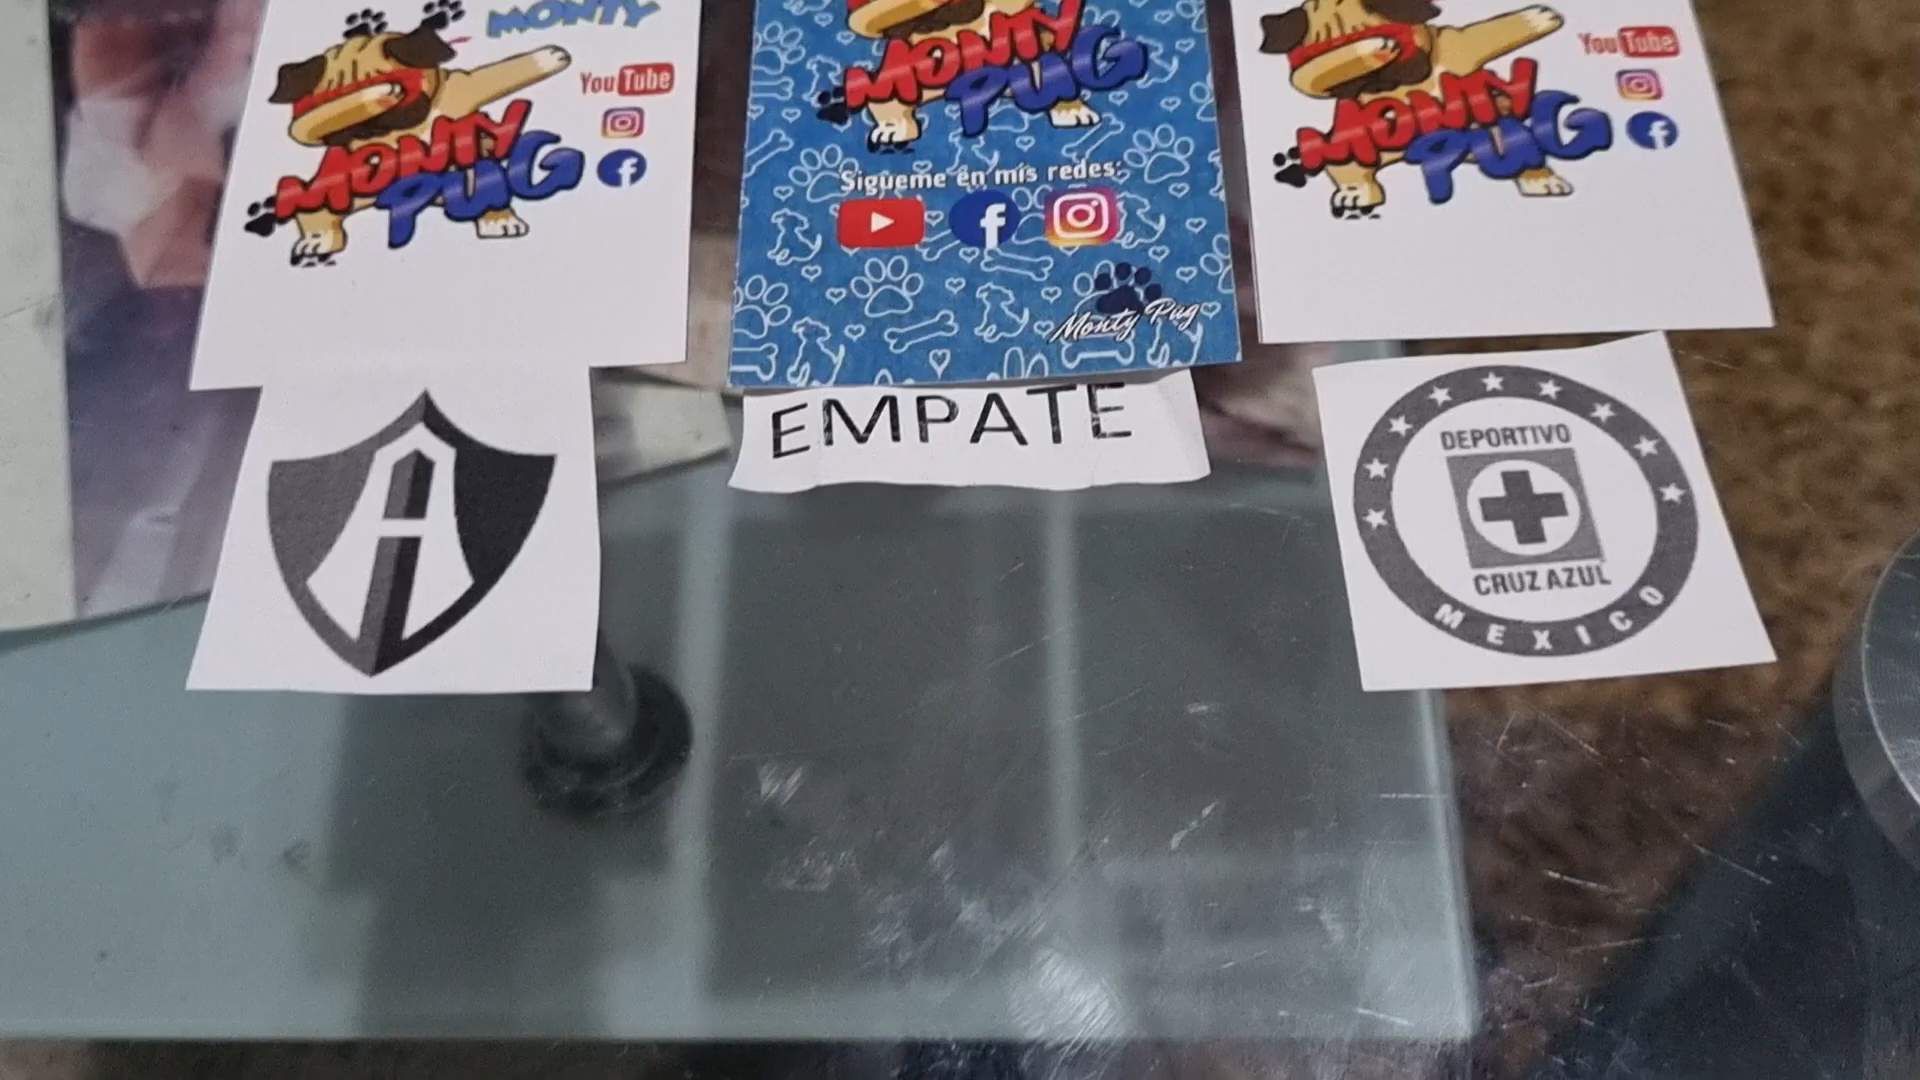 MONTY
YouTube
MONTY
PUG
MONTY
PUG
Sigueme en mis redes:
Monty Pug
YouTube
MONTY
PUG
A
EMPATE
DEPORTIVO
CRUZ AZUL
MEXICO